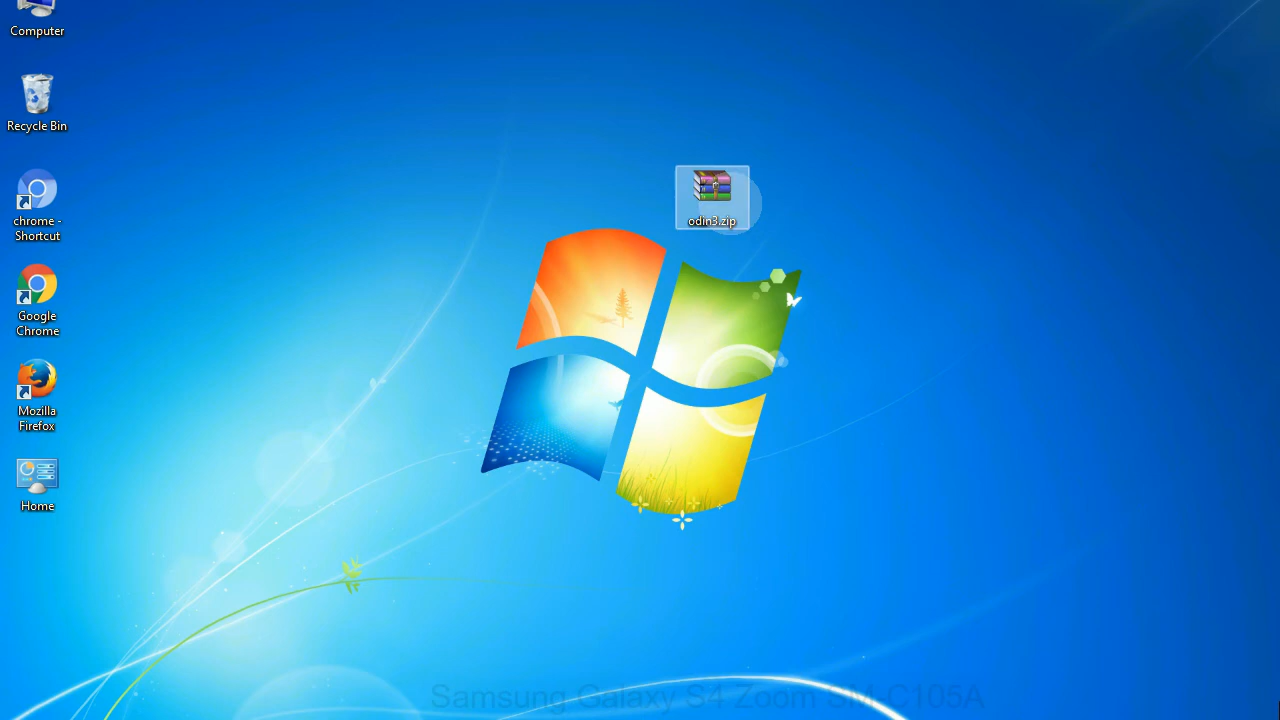 Computer
Recycle Bin
chrome -
Shortcut
Google
Chrome
Mozilla
Firefox
Home
odin3.zip
Samsung Galaxy S4 Zoom SM-C105A